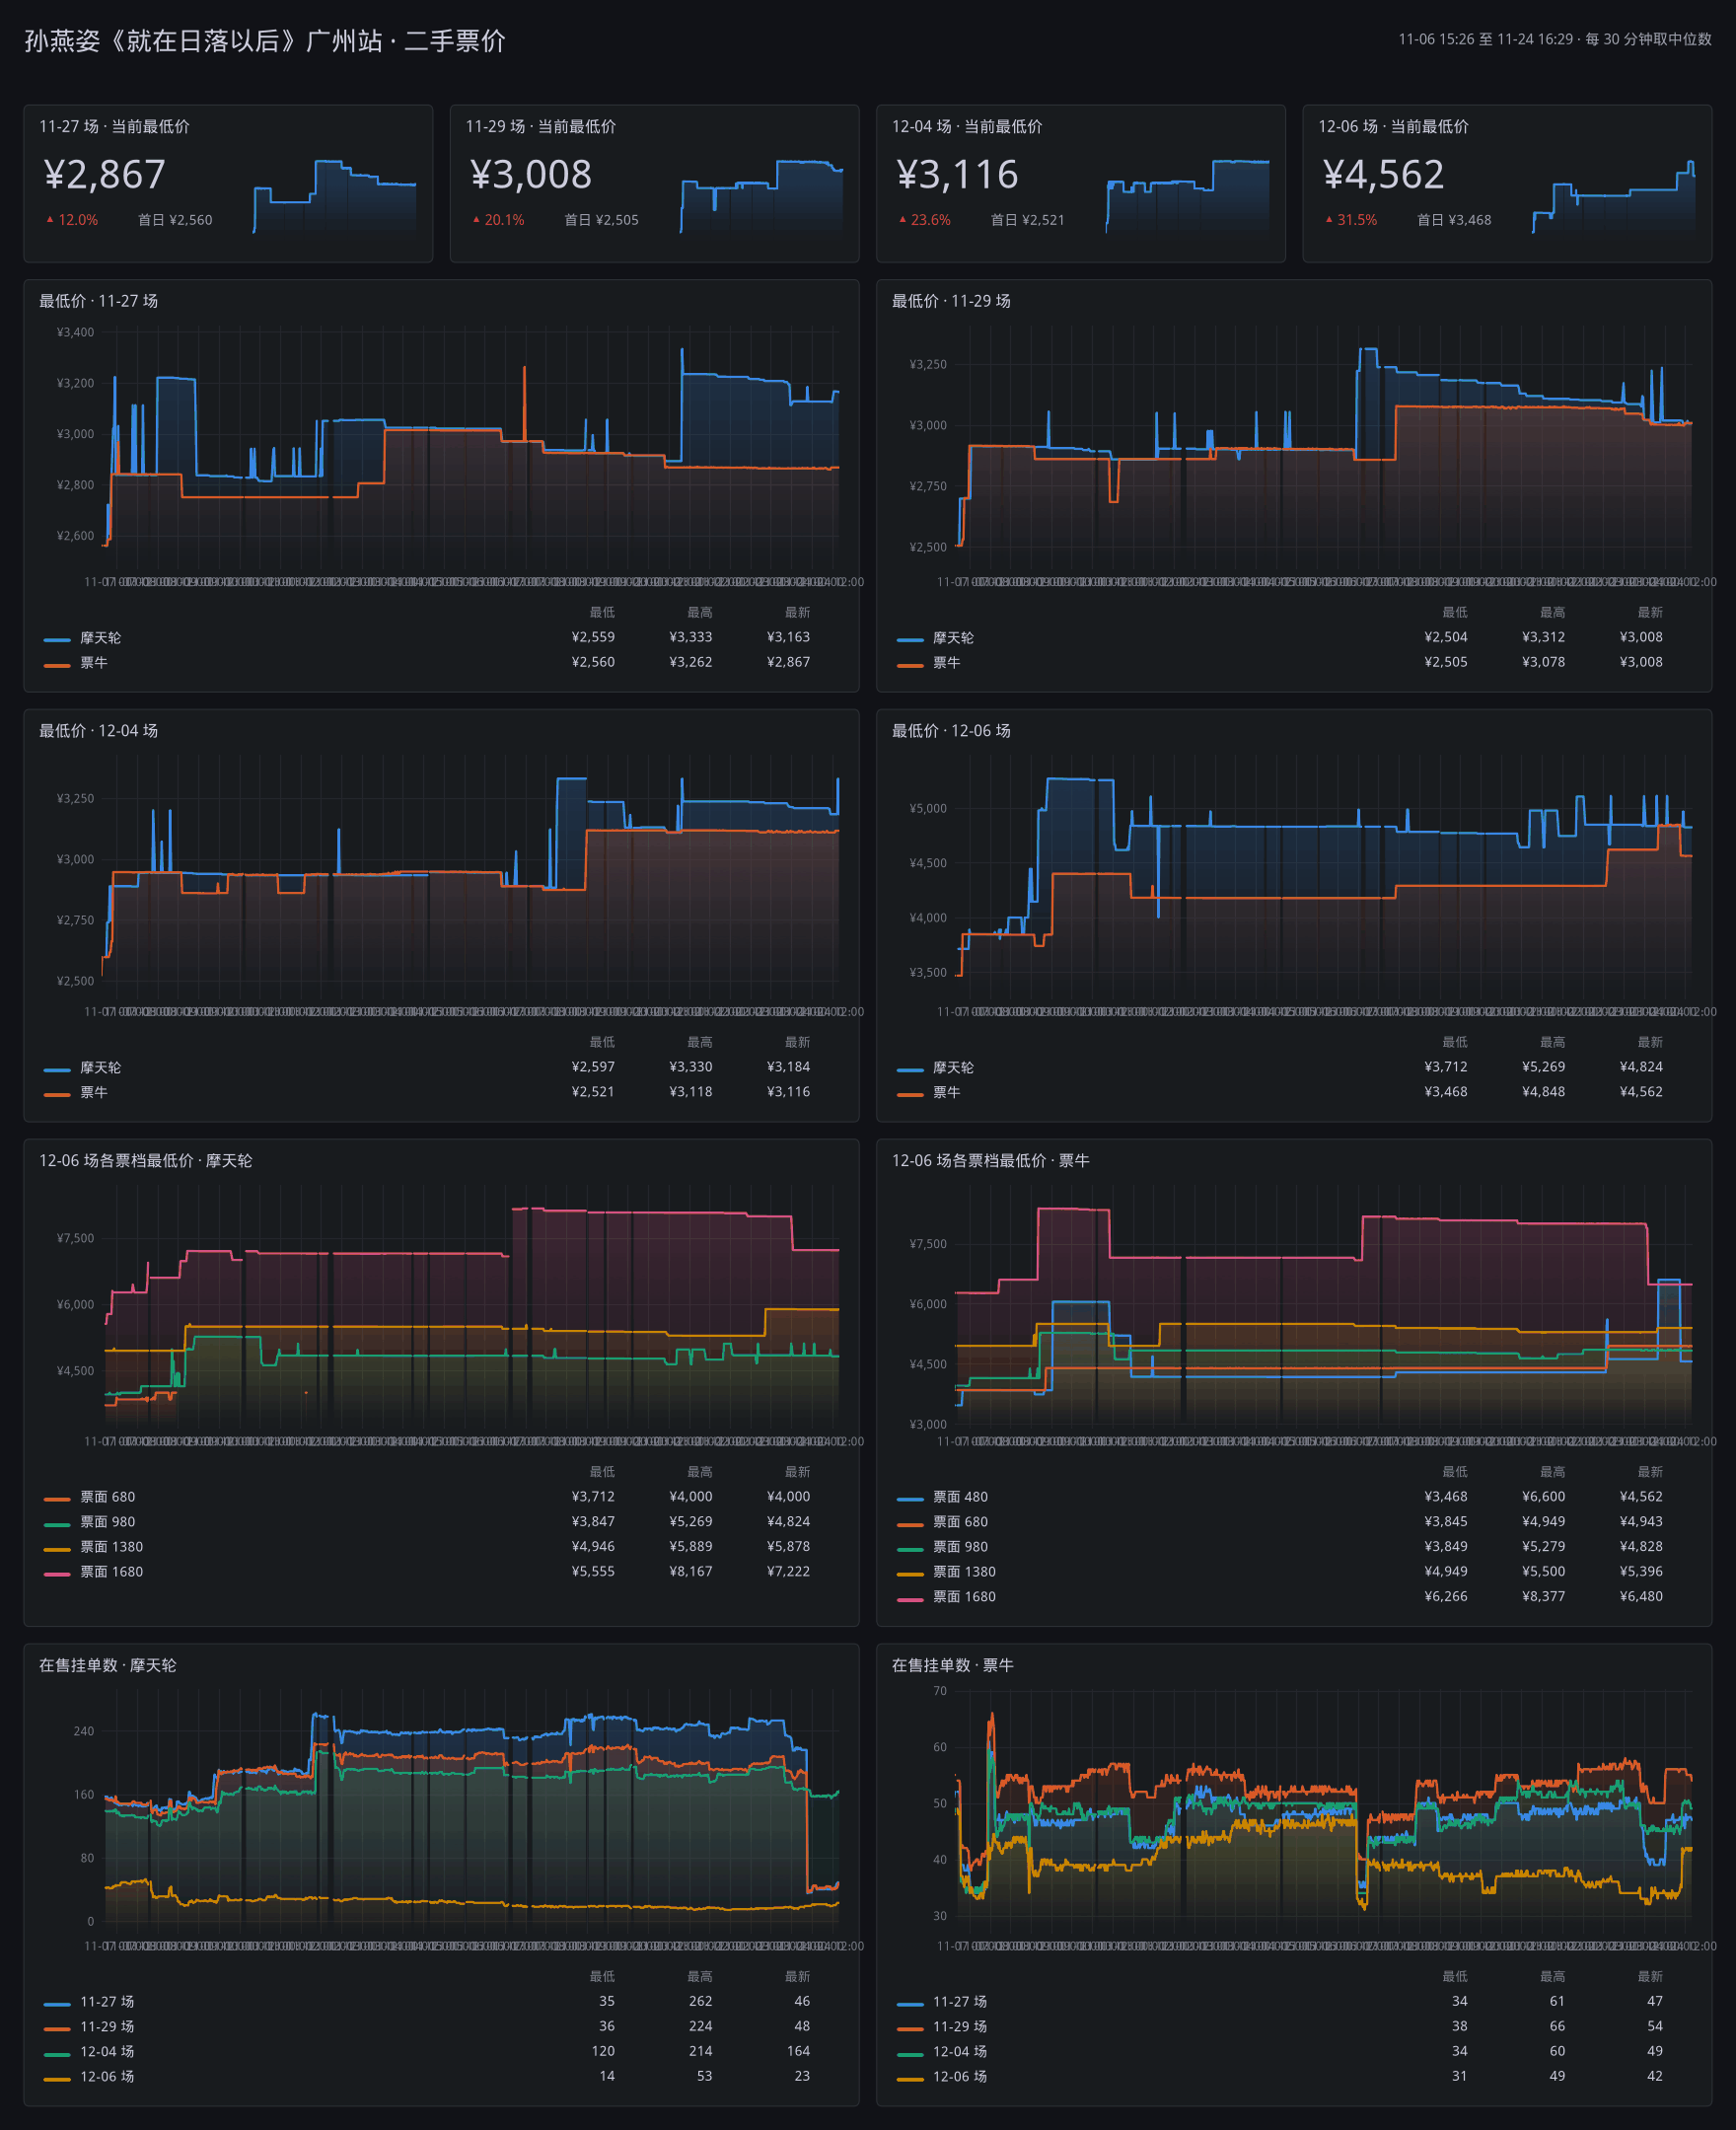 孙燕姿《就在日落以后》广州站 · 二手票价
11-06 15:26 至 11-24 16:29 · 每 30 分钟取中位数
11-27 场 · 当前最低价
¥2,867
▲ 12.0% 首日 ¥2,560
11-29 场 · 当前最低价
¥3,008
▲ 20.1% 首日 ¥2,505
12-04 场 · 当前最低价
¥3,116
▲ 23.6% 首日 ¥2,521
12-06 场 · 当前最低价
¥4,562
▲ 31.5% 首日 ¥3,468
最低价 · 11-27 场
¥3,400
¥3,200
¥3,000
¥2,800
¥2,600
最低 最高 最新
摩天轮 ¥2,559 ¥3,333 ¥3,163
票牛 ¥2,560 ¥3,262 ¥2,867
最低价 · 11-29 场
¥3,250
¥3,000
¥2,750
¥2,500
最低 最高 最新
摩天轮 ¥2,504 ¥3,312 ¥3,008
票牛 ¥2,505 ¥3,078 ¥3,008
最低价 · 12-04 场
¥3,250
¥3,000
¥2,750
¥2,500
最低 最高 最新
摩天轮 ¥2,597 ¥3,330 ¥3,184
票牛 ¥2,521 ¥3,118 ¥3,116
最低价 · 12-06 场
¥5,000
¥4,500
¥4,000
¥3,500
最低 最高 最新
摩天轮 ¥3,712 ¥5,269 ¥4,824
票牛 ¥3,468 ¥4,848 ¥4,562
12-06 场各票档最低价 · 摩天轮
¥7,500
¥6,000
¥4,500
最低 最高 最新
票面 680 ¥3,712 ¥4,000 ¥4,000
票面 980 ¥3,847 ¥5,269 ¥4,824
票面 1380 ¥4,946 ¥5,889 ¥5,878
票面 1680 ¥5,555 ¥8,167 ¥7,222
12-06 场各票档最低价 · 票牛
¥7,500
¥6,000
¥4,500
¥3,000
最低 最高 最新
票面 480 ¥3,468 ¥6,600 ¥4,562
票面 680 ¥3,845 ¥4,949 ¥4,943
票面 980 ¥3,849 ¥5,279 ¥4,828
票面 1380 ¥4,949 ¥5,500 ¥5,396
票面 1680 ¥6,266 ¥8,377 ¥6,480
在售挂单数 · 摩天轮
240
160
80
0
最低 最高 最新
11-27 场 35 262 46
11-29 场 36 224 48
12-04 场 120 214 164
12-06 场 14 53 23
在售挂单数 · 票牛
70
60
50
40
30
最低 最高 最新
11-27 场 34 61 47
11-29 场 38 66 54
12-04 场 34 60 49
12-06 场 31 49 42